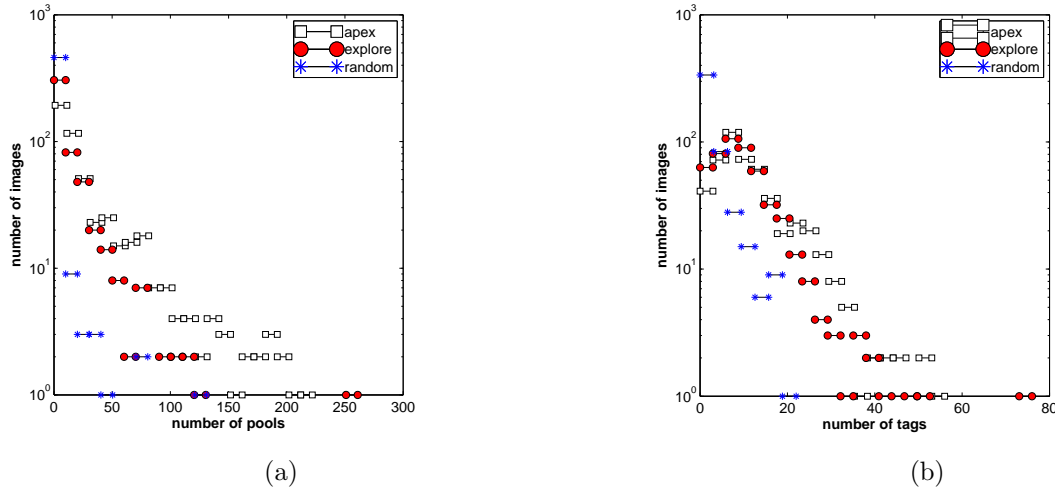 10^3
10^2
10^1
10^0
number of images
0 50 100 150 200 250 300
number of pools
apex
explore
random
(a)
10^3
10^2
10^1
10^0
number of images
0 20 40 60 80
number of tags
apex
explore
random
(b)